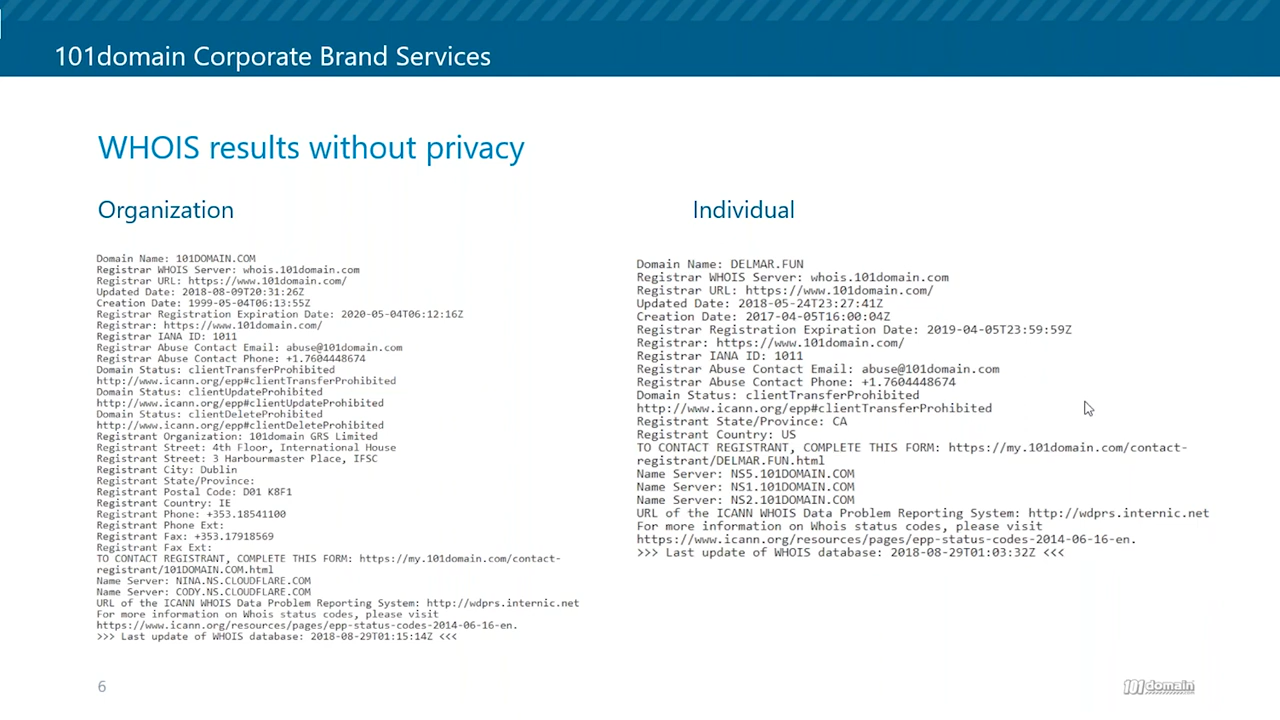 101domain Corporate Brand Services
WHOIS results without privacy
Organization
Domain Name: 101DOMAIN.COM
Registrar WHOIS Server: whois.101domain.com
Registrar URL: https://www.101domain.com/
Updated Date: 2018-08-09T20:31:26Z
Creation Date: 1999-05-04T06:13:55Z
Registrar Registration Expiration Date: 2020-05-04T06:12:16Z
Registrar: https://www.101domain.com/
Registrar IANA ID: 1011
Registrar Abuse Contact Email: abuse@101domain.com
Registrar Abuse Contact Phone: +1.7604448674
Domain Status: clientTransferProhibited
http://www.icann.org/epp#clientTransferProhibited
Domain Status: clientUpdateProhibited
http://www.icann.org/epp#clientUpdateProhibited
Domain Status: clientDeleteProhibited
http://www.icann.org/epp#clientDeleteProhibited
Registrant Organization: 101domain GRS Limited
Registrant Street: 4th Floor, International House
Registrant Street: 3 Harbourmaster Place, IFSC
Registrant City: Dublin
Registrant State/Province:
Registrant Postal Code: D01 K8F1
Registrant Country: IE
Registrant Phone: +353.18541100
Registrant Phone Ext:
Registrant Fax: +353.17918569
Registrant Fax Ext:
TO CONTACT REGISTRANT, COMPLETE THIS FORM: https://my.101domain.com/contact-
registrant/101DOMAIN.COM.html
Name Server: NINA.NS.CLOUDFLARE.COM
Name Server: CODY.NS.CLOUDFLARE.COM
URL of the ICANN WHOIS Data Problem Reporting System: http://wdprs.internic.net
For more information on Whois status codes, please visit
https://www.icann.org/resources/pages/epp-status-codes-2014-06-16-en.
>>> Last update of WHOIS database: 2018-08-29T01:15:14Z <<<
Individual
Domain Name: DELMAR.FUN
Registrar WHOIS Server: whois.101domain.com
Registrar URL: https://www.101domain.com/
Updated Date: 2018-05-24T23:27:41Z
Creation Date: 2017-04-05T16:00:04Z
Registrar Registration Expiration Date: 2019-04-05T23:59:59Z
Registrar: https://www.101domain.com/
Registrar IANA ID: 1011
Registrar Abuse Contact Email: abuse@101domain.com
Registrar Abuse Contact Phone: +1.7604448674
Domain Status: clientTransferProhibited
http://www.icann.org/epp#clientTransferProhibited
Registrant State/Province: CA
Registrant Country: US
TO CONTACT REGISTRANT, COMPLETE THIS FORM: https://my.101domain.com/contact-
registrant/DELMAR.FUN.html
Name Server: NS5.101DOMAIN.COM
Name Server: NS1.101DOMAIN.COM
Name Server: NS2.101DOMAIN.COM
URL of the ICANN WHOIS Data Problem Reporting System: http://wdprs.internic.net
For more information on Whois status codes, please visit
https://www.icann.org/resources/pages/epp-status-codes-2014-06-16-en.
>>> Last update of WHOIS database: 2018-08-29T01:03:32Z <<<
6
101domain